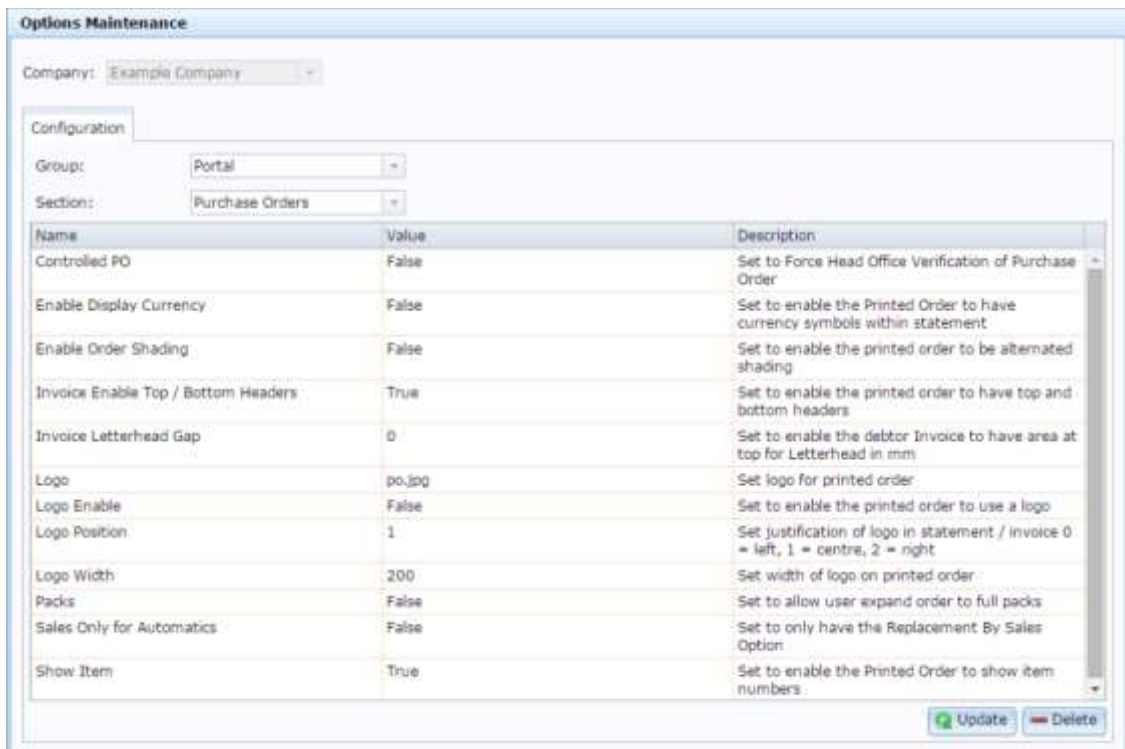 Options Maintenance
Company: Example Company
Configuration
Group: Portal
Section: Purchase Orders
Name Value Description
Controlled PO False Set to Force Head Office Verification of Purchase
Order
Enable Display Currency False Set to enable the Printed Order to have
currency symbols within statement
Enable Order Shading False Set to enable the printed order to be alternated
shading
Invoice Enable Top / Bottom Headers True Set to enable the printed order to have top and
bottom headers
Invoice Letterhead Gap 0 Set to enable the debtor Invoice to have area at
top for Letterhead in mm
Logo po.jpg Set logo for printed order
Logo Enable False Set to enable the printed order to use a logo
Logo Position 1 Set justification of logo in statement / invoice 0
= left, 1 = centre, 2 = right
Logo Width 200 Set width of logo on printed order
Packs False Set to allow user expand order to full packs
Sales Only for Automatics False Set to only have the Replacement By Sales
Option
Show Item True Set to enable the Printed Order to show item
numbers
Update Delete